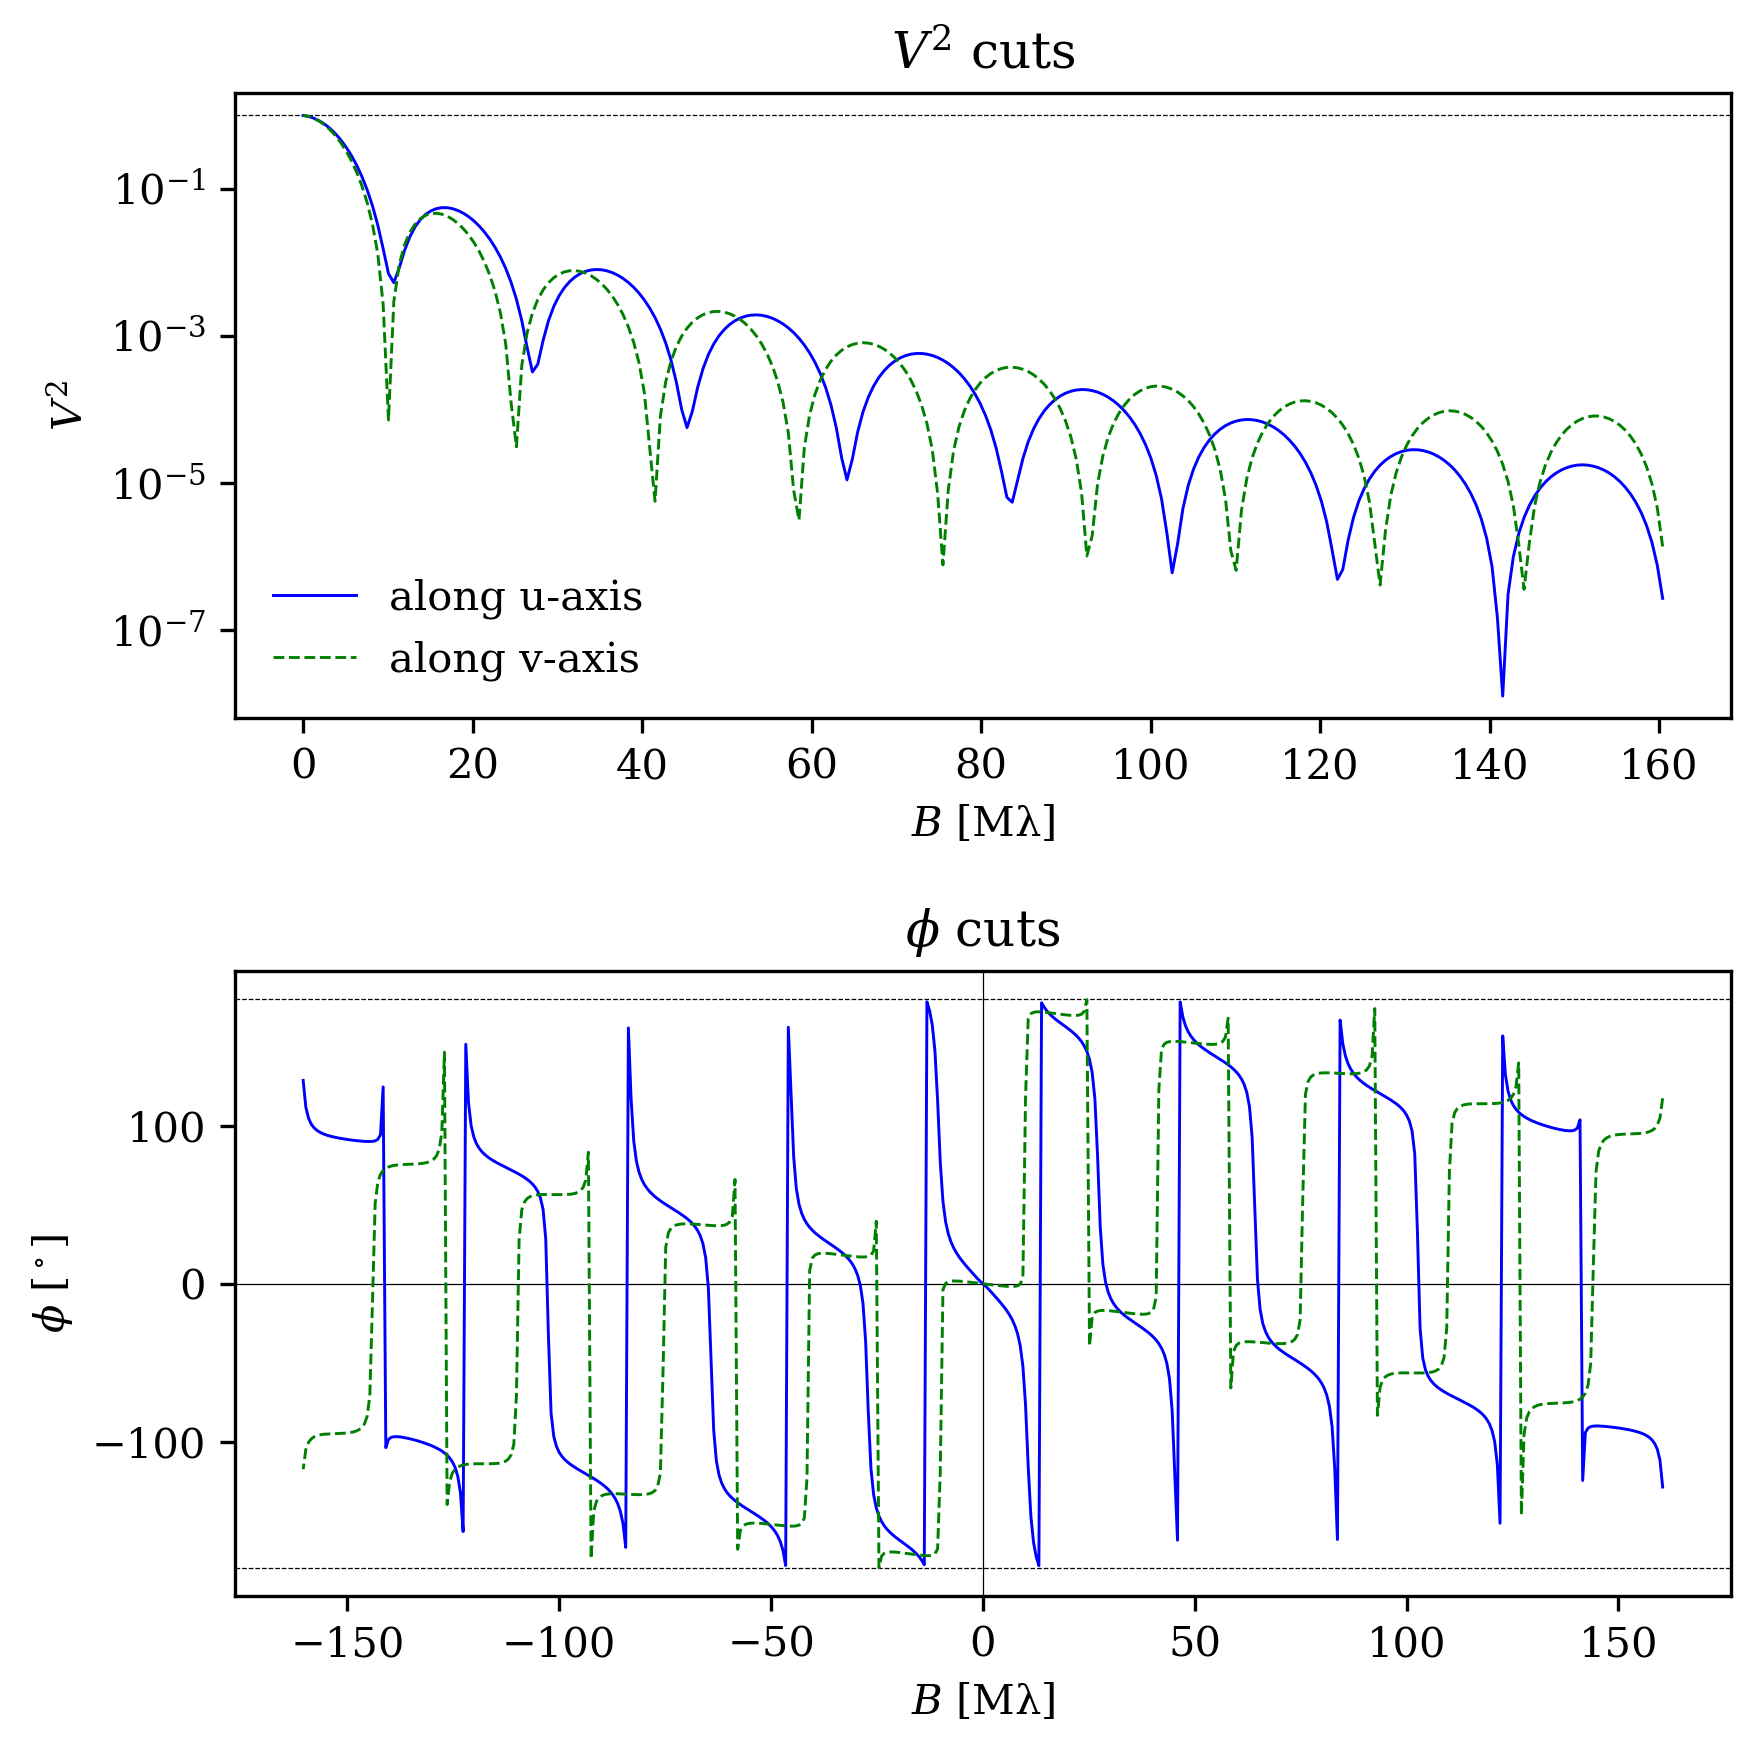 V² cuts
10⁻¹
10⁻³
10⁻⁵
10⁻⁷
V²
along u-axis
along v-axis
0 20 40 60 80 100 120 140 160
B [Mλ]
ϕ cuts
100
0
−100
ϕ [°]
−150 −100 −50 0 50 100 150
B [Mλ]